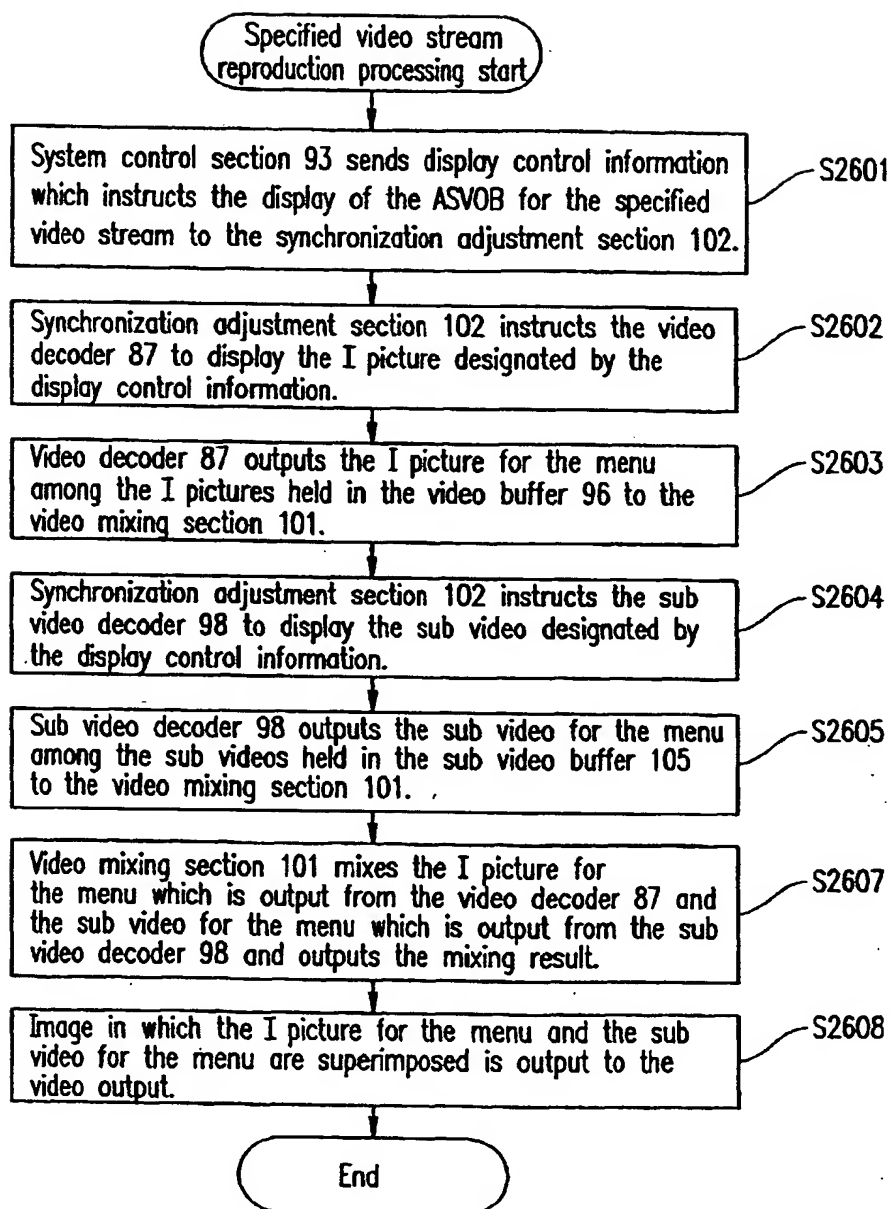 Specified video stream
reproduction processing start
System control section 93 sends display control information
which instructs the display of the ASVOB for the specified
video stream to the synchronization adjustment section 102.
S2601
Synchronization adjustment section 102 instructs the video
decoder 87 to display the I picture designated by the
display control information.
S2602
Video decoder 87 outputs the I picture for the menu
among the I pictures held in the video buffer 96 to the
video mixing section 101.
S2603
Synchronization adjustment section 102 instructs the sub
video decoder 98 to display the sub video designated by
the display control information.
S2604
Sub video decoder 98 outputs the sub video for the menu
among the sub videos held in the sub video buffer 105
to the video mixing section 101.
S2605
Video mixing section 101 mixes the I picture for
the menu which is output from the video decoder 87 and
the sub video for the menu which is output from the sub
video decoder 98 and outputs the mixing result.
S2607
Image in which the I picture for the menu and the sub
video for the menu are superimposed is output to the
video output.
S2608
End